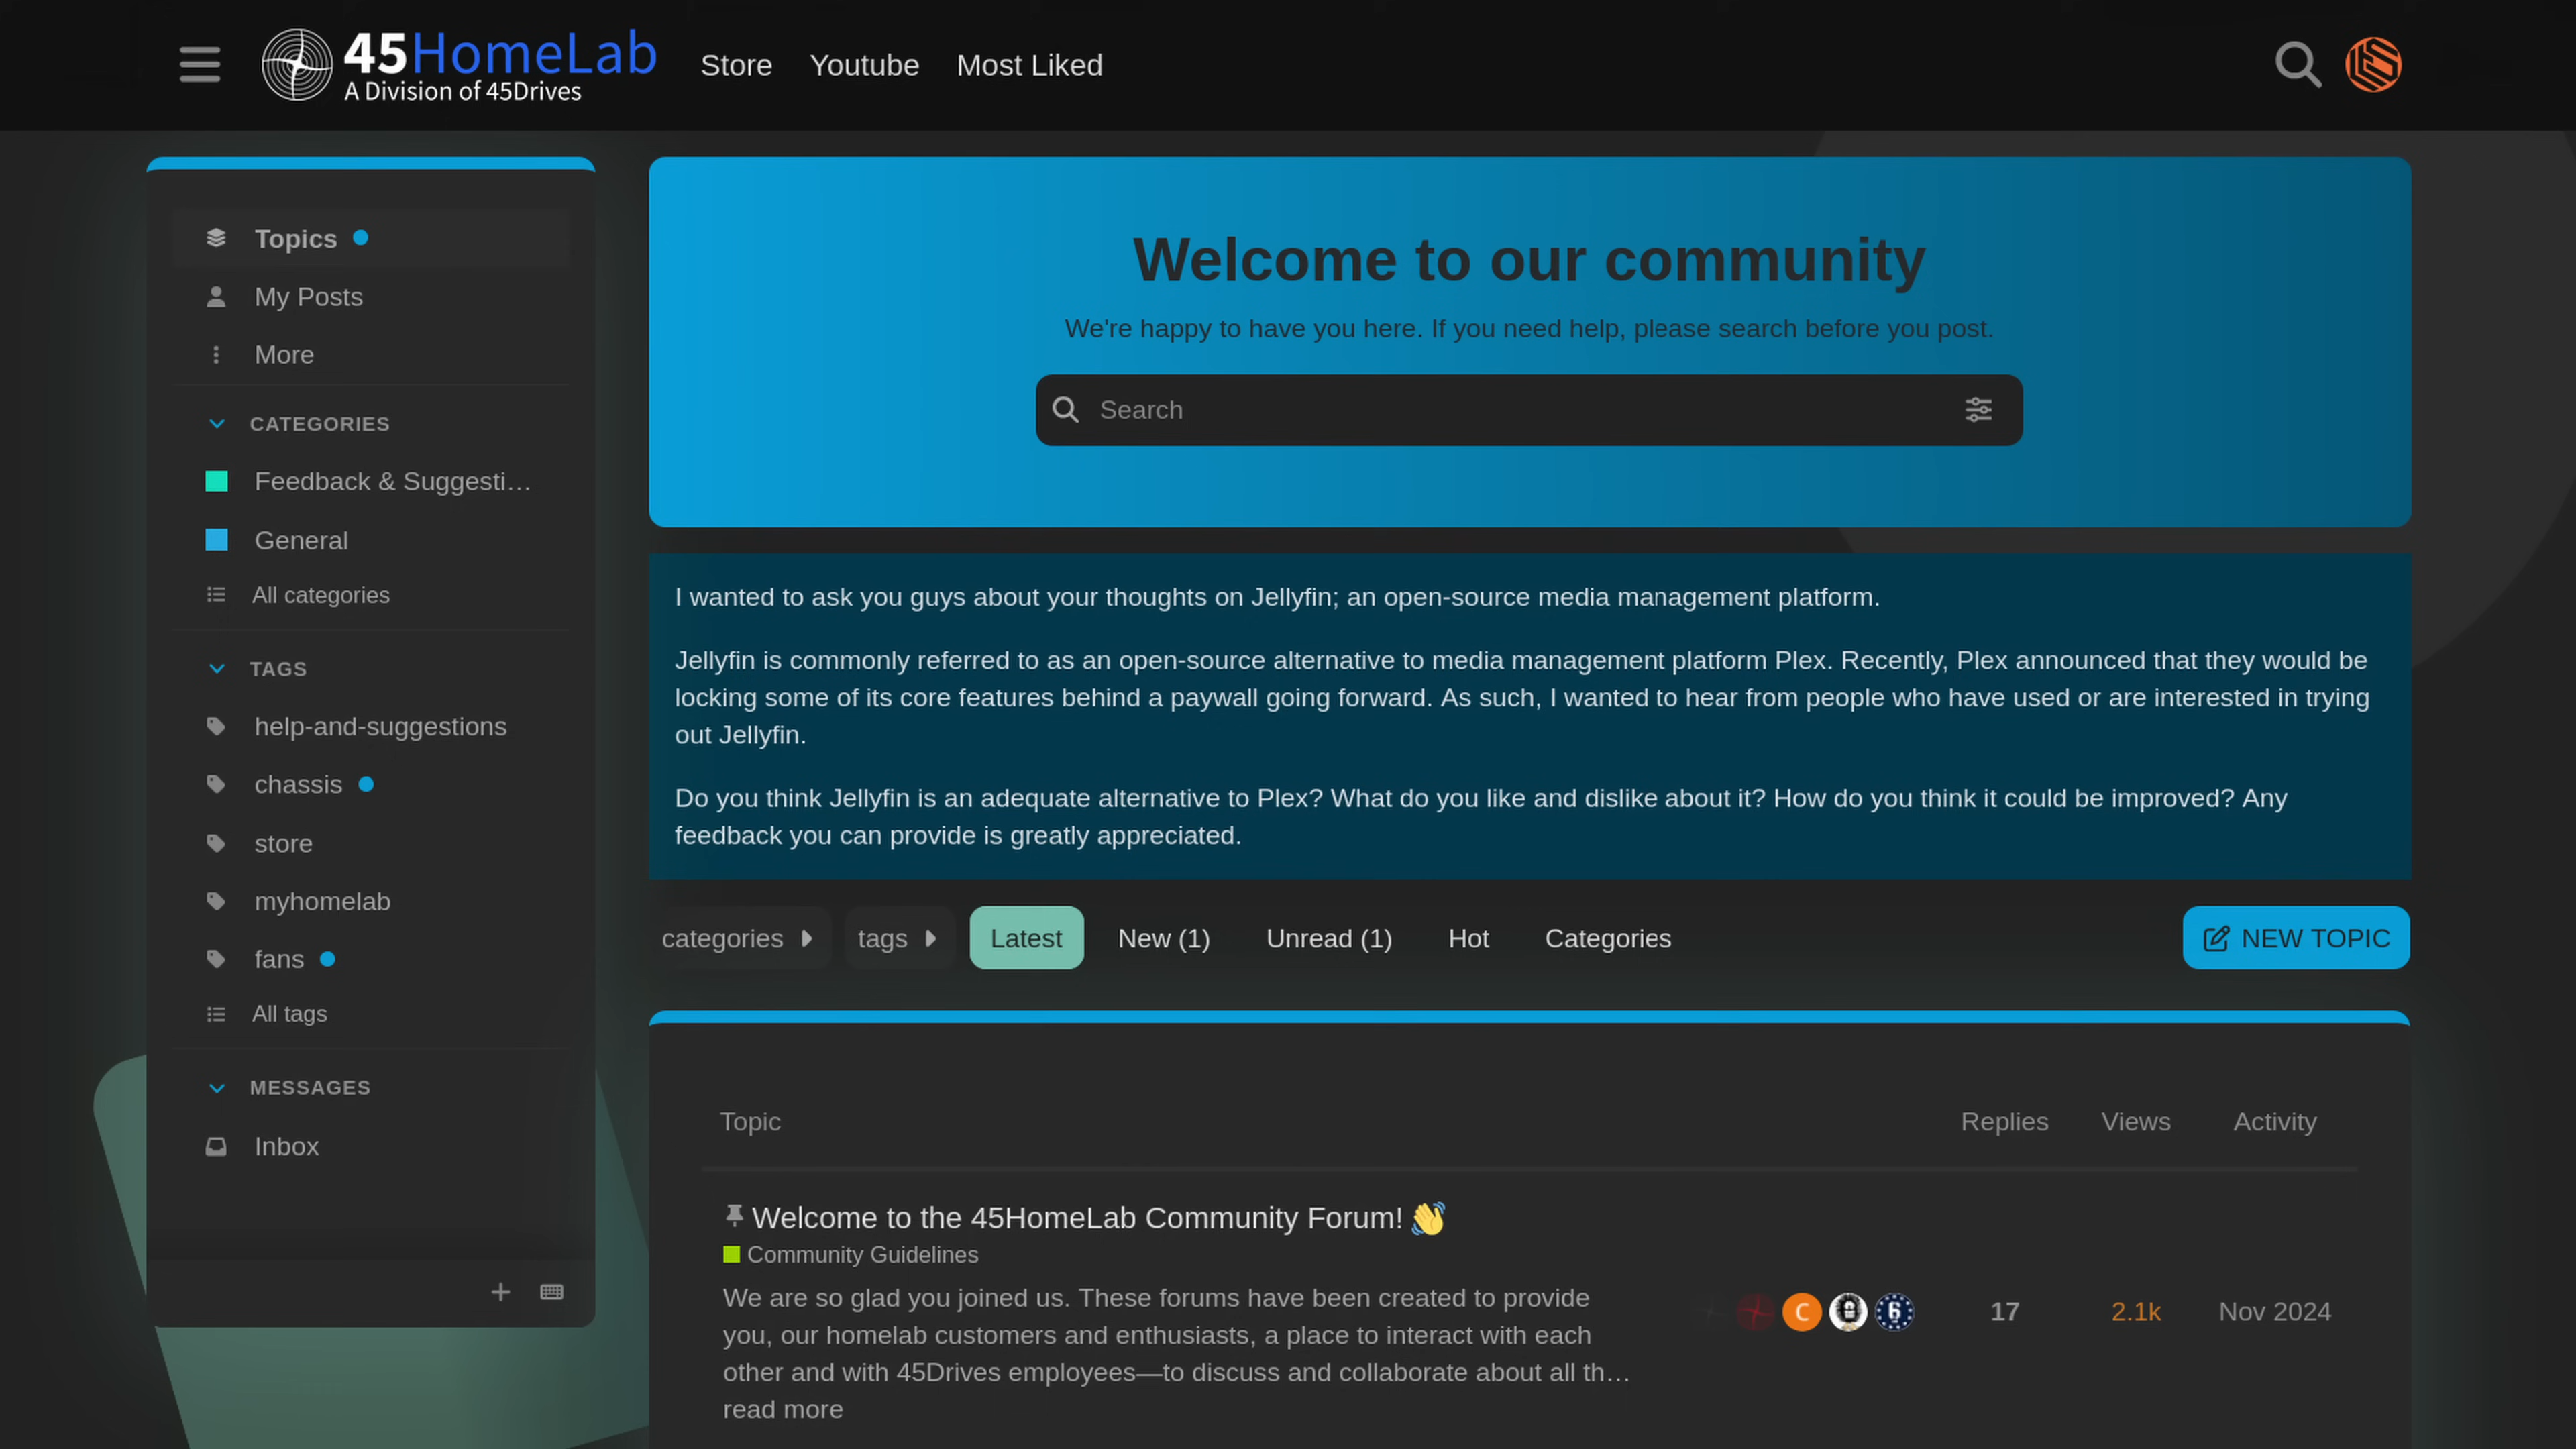 45HomeLab
A Division of 45Drives
Store
Youtube
Most Liked
Topics
My Posts
More
CATEGORIES
Feedback & Suggesti…
General
All categories
TAGS
help-and-suggestions
chassis
store
myhomelab
fans
All tags
MESSAGES
Inbox
Welcome to our community
We're happy to have you here. If you need help, please search before you post.
Search
I wanted to ask you guys about your thoughts on Jellyfin; an open-source media management platform.
Jellyfin is commonly referred to as an open-source alternative to media management platform Plex. Recently, Plex announced that they would be
locking some of its core features behind a paywall going forward. As such, I wanted to hear from people who have used or are interested in trying
out Jellyfin.
Do you think Jellyfin is an adequate alternative to Plex? What do you like and dislike about it? How do you think it could be improved? Any
feedback you can provide is greatly appreciated.
categories
tags
Latest
New (1)
Unread (1)
Hot
Categories
NEW TOPIC
Topic
Replies
Views
Activity
Welcome to the 45HomeLab Community Forum! 👋
Community Guidelines
We are so glad you joined us. These forums have been created to provide
you, our homelab customers and enthusiasts, a place to interact with each
other and with 45Drives employees—to discuss and collaborate about all th…
read more
C
17
2.1k
Nov 2024